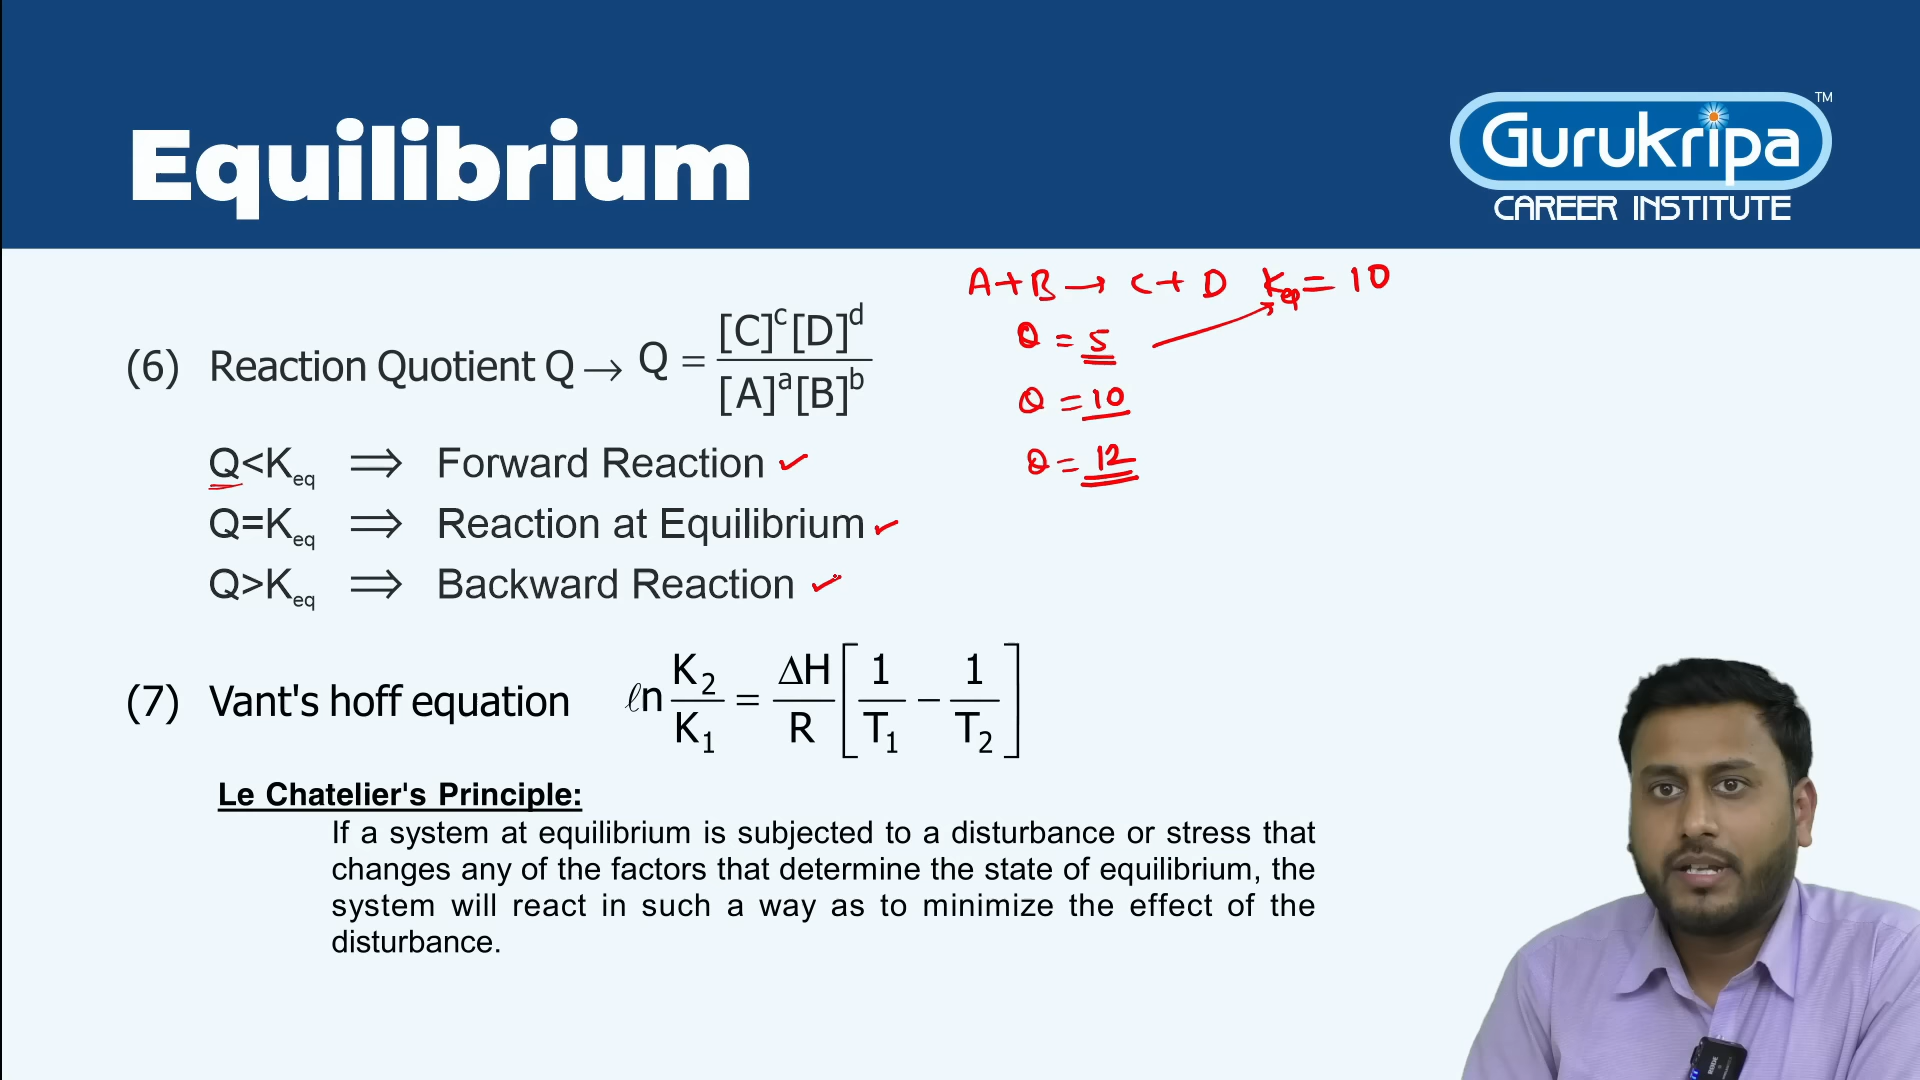 Equilibrium
Gurukripa TM
CAREER INSTITUTE
A+B → C+D Keq = 10
(6) Reaction Quotient Q → Q = [C]^c[D]^d / [A]^a[B]^b
Q = 5
Q = 10
Q = 12
Q<Keq ⟹ Forward Reaction ✓
Q=Keq ⟹ Reaction at Equilibrium ✓
Q>Keq ⟹ Backward Reaction ✓
(7) Vant's hoff equation ℓn K2/K1 = ΔH/R [1/T1 − 1/T2]
Le Chatelier's Principle:
If a system at equilibrium is subjected to a disturbance or stress that
changes any of the factors that determine the state of equilibrium, the
system will react in such a way as to minimize the effect of the
disturbance.